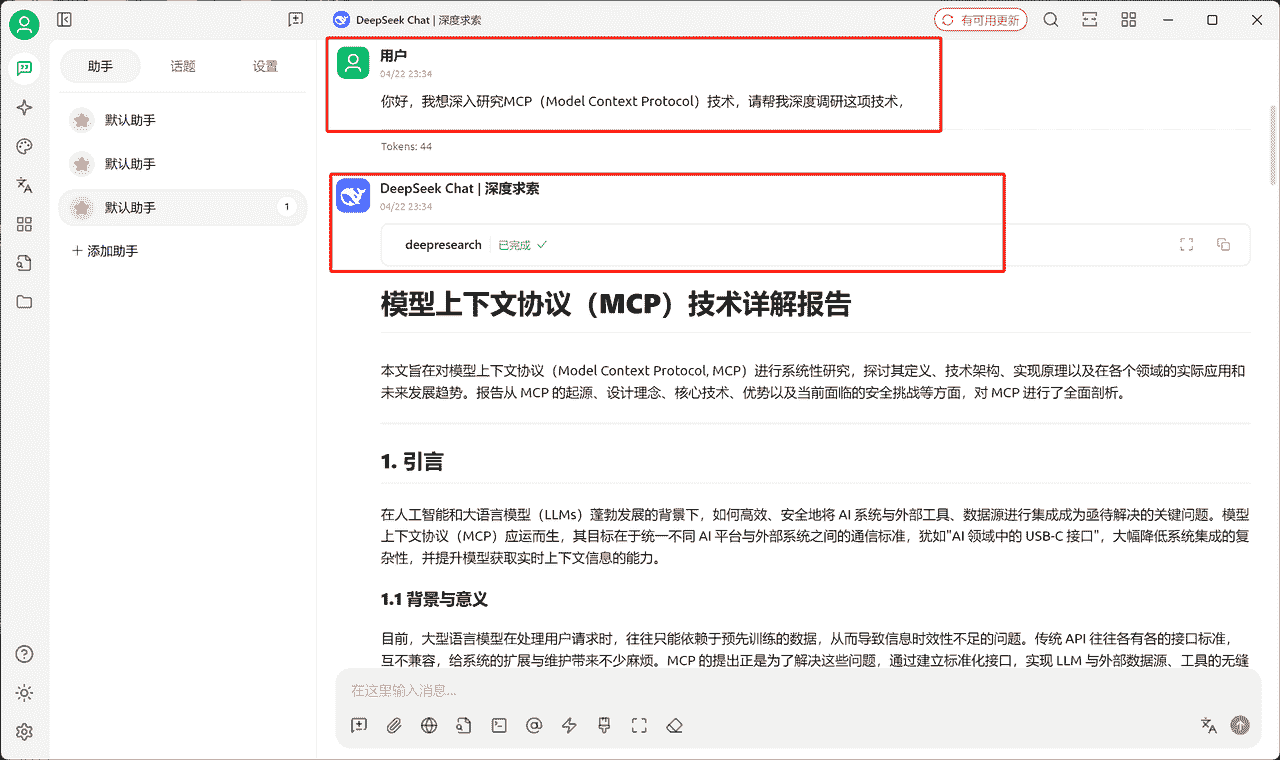 DeepSeek Chat | 深度求索
有可用更新
助手
话题
设置
默认助手
默认助手
默认助手
1
添加助手
用户
04/22 23:34
你好，我想深入研究MCP（Model Context Protocol）技术，请帮我深度调研这项技术，
Tokens: 44
DeepSeek Chat | 深度求索
04/22 23:34
deepresearch
已完成
模型上下文协议（MCP）技术详解报告
本文旨在对模型上下文协议（Model Context Protocol, MCP）进行系统性研究，探讨其定义、技术架构、实现原理以及在各个领域的实际应用和
未来发展趋势。报告从 MCP 的起源、设计理念、核心技术、优势以及当前面临的安全挑战等方面，对 MCP 进行了全面剖析。
1. 引言
在人工智能和大语言模型（LLMs）蓬勃发展的背景下，如何高效、安全地将 AI 系统与外部工具、数据源进行集成成为亟待解决的关键问题。模型
上下文协议（MCP）应运而生，其目标在于统一不同 AI 平台与外部系统之间的通信标准，犹如"AI 领域中的 USB-C 接口"，大幅降低系统集成的复
杂性，并提升模型获取实时上下文信息的能力。
1.1 背景与意义
目前，大型语言模型在处理用户请求时，往往只能依赖于预先训练的数据，从而导致信息时效性不足的问题。传统 API 往往各有各的接口标准，
互不兼容，给系统的扩展与维护带来不少麻烦。MCP 的提出正是为了解决这些问题，通过建立标准化接口，实现 LLM 与外部数据源、工具的无缝
在这里输入消息...